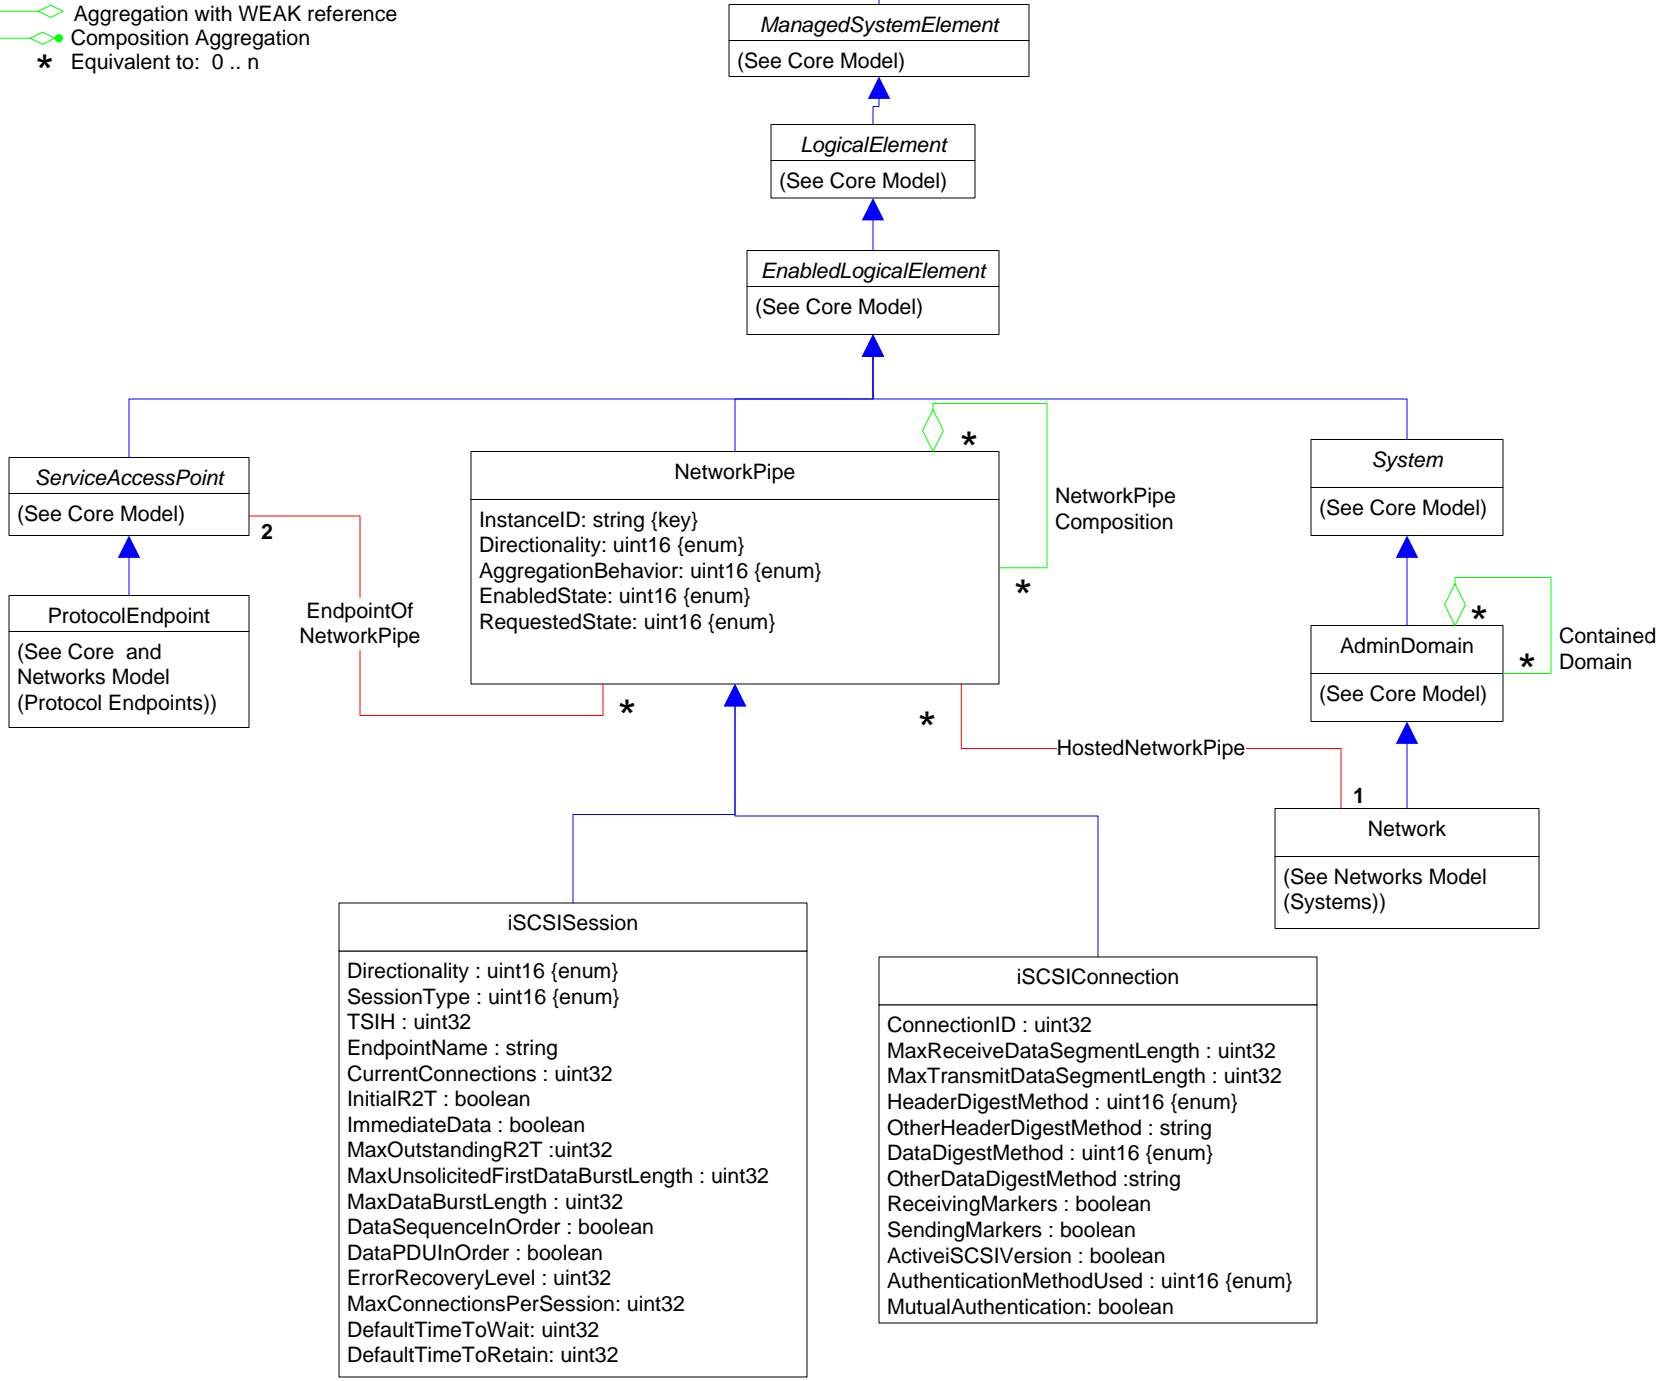 Aggregation with WEAK reference
Composition Aggregation
* Equivalent to: 0 .. n
ManagedSystemElement
(See Core Model)
LogicalElement
(See Core Model)
EnabledLogicalElement
(See Core Model)
ServiceAccessPoint
(See Core Model)
2
ProtocolEndpoint
(See Core and
Networks Model
(Protocol Endpoints))
EndpointOf
NetworkPipe
*
NetworkPipe
InstanceID: string {key}
Directionality: uint16 {enum}
AggregationBehavior: uint16 {enum}
EnabledState: uint16 {enum}
RequestedState: uint16 {enum}
*
NetworkPipe
Composition
*
System
(See Core Model)
AdminDomain
(See Core Model)
*
*
Contained
Domain
*
HostedNetworkPipe
1
Network
(See Networks Model
(Systems))
iSCSISession
Directionality : uint16 {enum}
SessionType : uint16 {enum}
TSIH : uint32
EndpointName : string
CurrentConnections : uint32
InitialR2T : boolean
ImmediateData : boolean
MaxOutstandingR2T :uint32
MaxUnsolicitedFirstDataBurstLength : uint32
MaxDataBurstLength : uint32
DataSequenceInOrder : boolean
DataPDUInOrder : boolean
ErrorRecoveryLevel : uint32
MaxConnectionsPerSession: uint32
DefaultTimeToWait: uint32
DefaultTimeToRetain: uint32
iSCSIConnection
ConnectionID : uint32
MaxReceiveDataSegmentLength : uint32
MaxTransmitDataSegmentLength : uint32
HeaderDigestMethod : uint16 {enum}
OtherHeaderDigestMethod : string
DataDigestMethod : uint16 {enum}
OtherDataDigestMethod :string
ReceivingMarkers : boolean
SendingMarkers : boolean
ActiveiSCSIVersion : boolean
AuthenticationMethodUsed : uint16 {enum}
MutualAuthentication: boolean